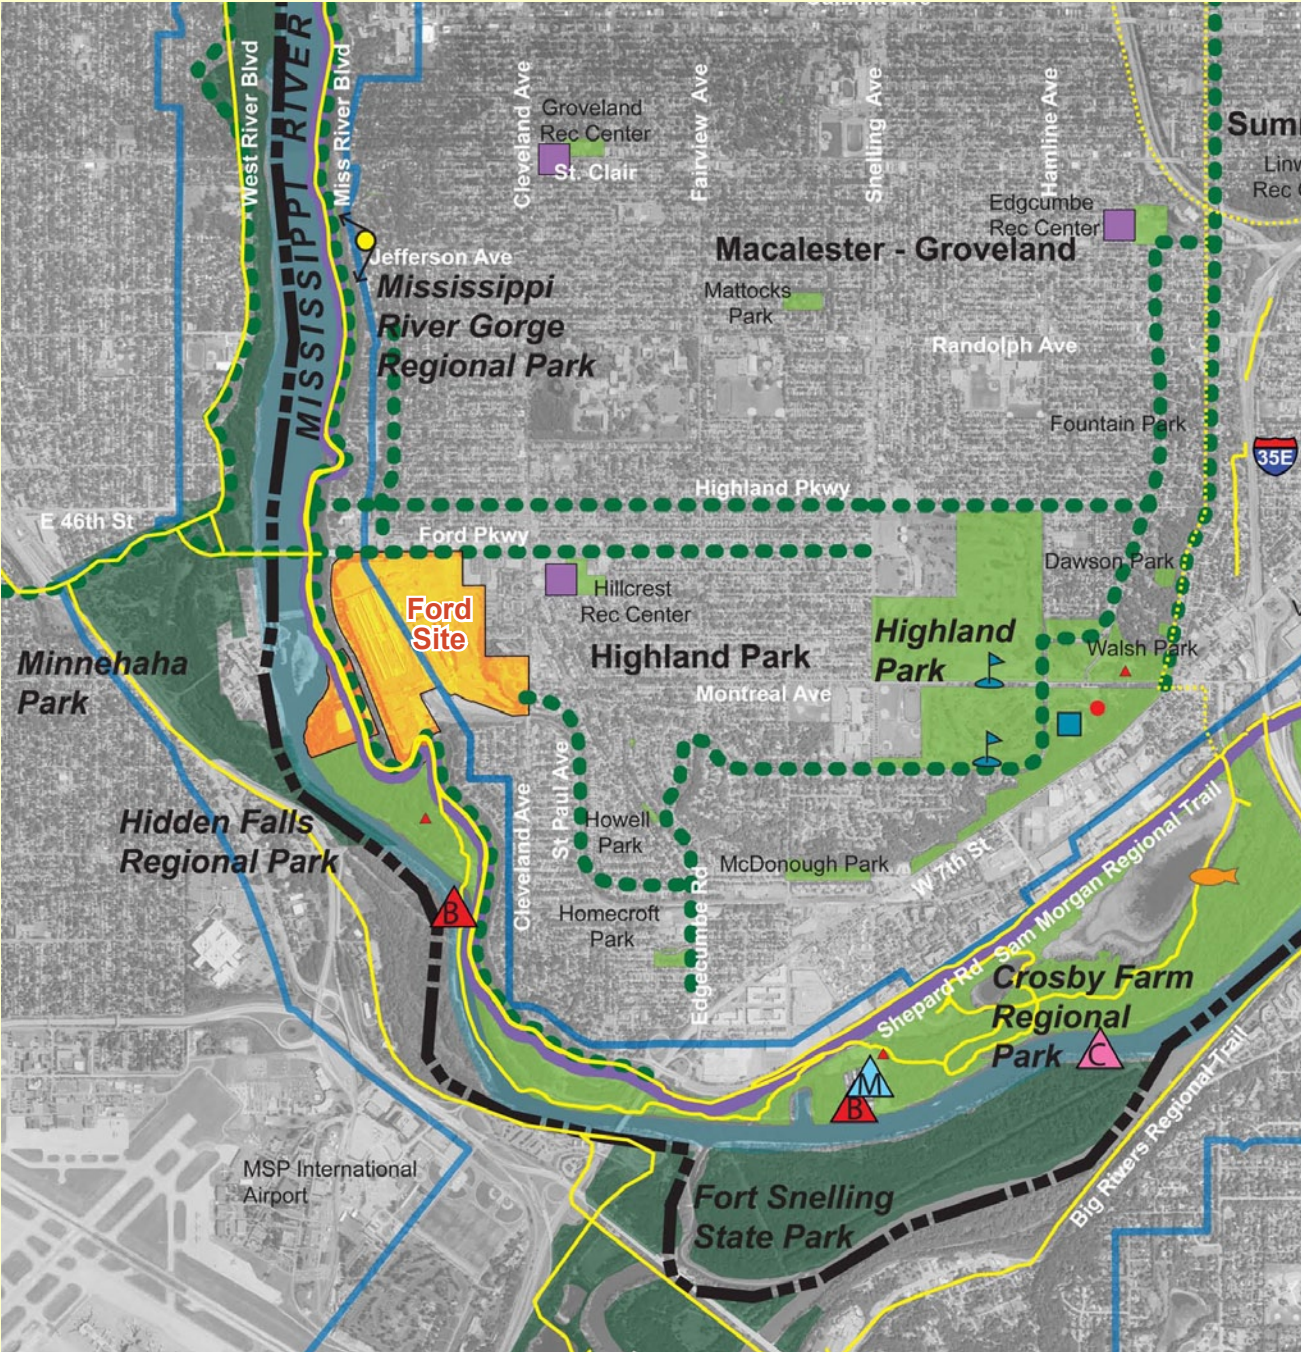 West River Blvd
MISSISSIPPI RIVER
Miss River Blvd
Cleveland Ave
Groveland
Rec Center
St. Clair
Fairview Ave
Snelling Ave
Hamline Ave
Edgcumbe
Rec Center
Macalester - Groveland
Jefferson Ave
Mississippi
River Gorge
Regional Park
Mattocks
Park
Randolph Ave
Fountain Park
35E
Highland Pkwy
E 46th St
Ford Pkwy
Dawson Park
Hillcrest
Rec Center
Ford
Site
Highland
Park
Walsh Park
Minnehaha
Park
Highland Park
Montreal Ave
Hidden Falls
Regional Park
Cleveland Ave
St Paul Ave
Howell
Park
McDonough Park
W 7th St
Edgecumbe Rd
Homecroft
Park
B
Shepard Rd
Sam Morgan Regional Trail
Crosby Farm
Regional
Park
C
M
B
Big Rivers Regional Trail
MSP International
Airport
Fort Snelling
State Park